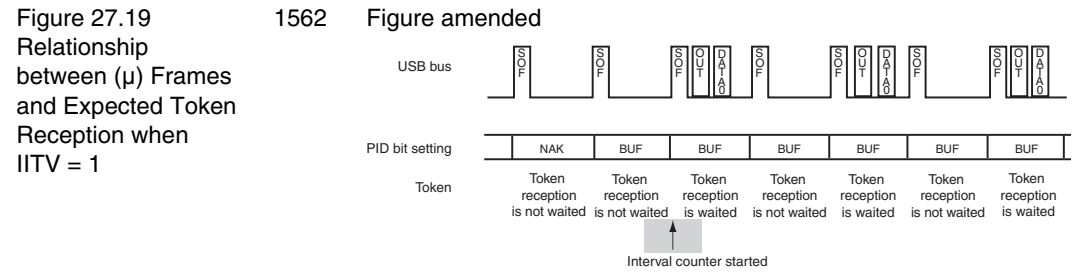 Figure 27.19
Relationship
between (μ) Frames
and Expected Token
Reception when
IITV = 1
1562
Figure amended
USB bus
SOF
SOF
SOF OUT DATA0
SOF
SOF OUT DATA0
SOF
SOF OUT DATA0
PID bit setting
NAK BUF BUF BUF BUF BUF BUF
Token
Token reception is not waited
Token reception is not waited
Token reception is waited
Token reception is not waited
Token reception is waited
Token reception is not waited
Token reception is waited
Interval counter started